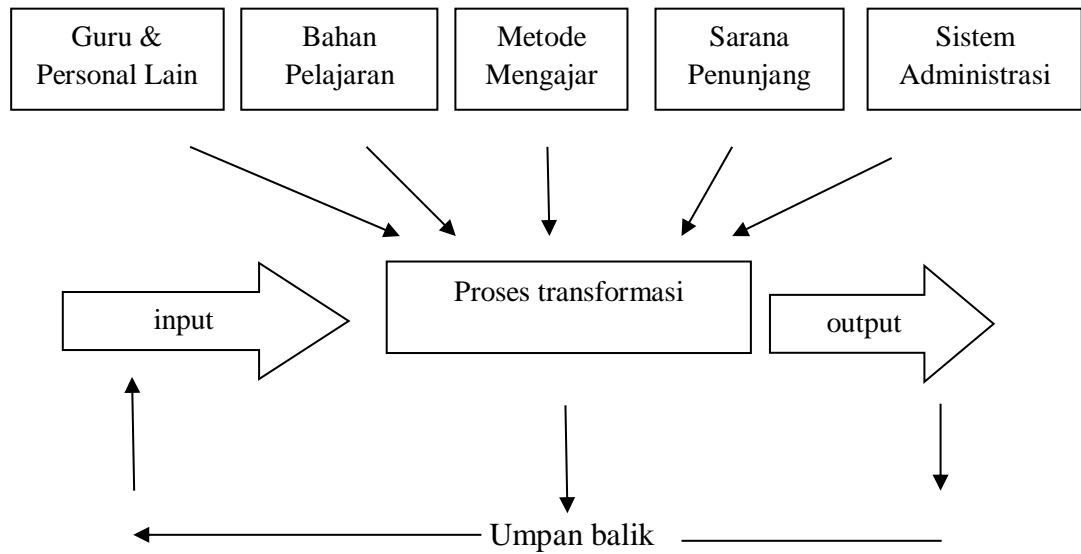 Guru &
Personal Lain
Bahan
Pelajaran
Metode
Mengajar
Sarana
Penunjang
Sistem
Administrasi
input
Proses transformasi
output
Umpan balik